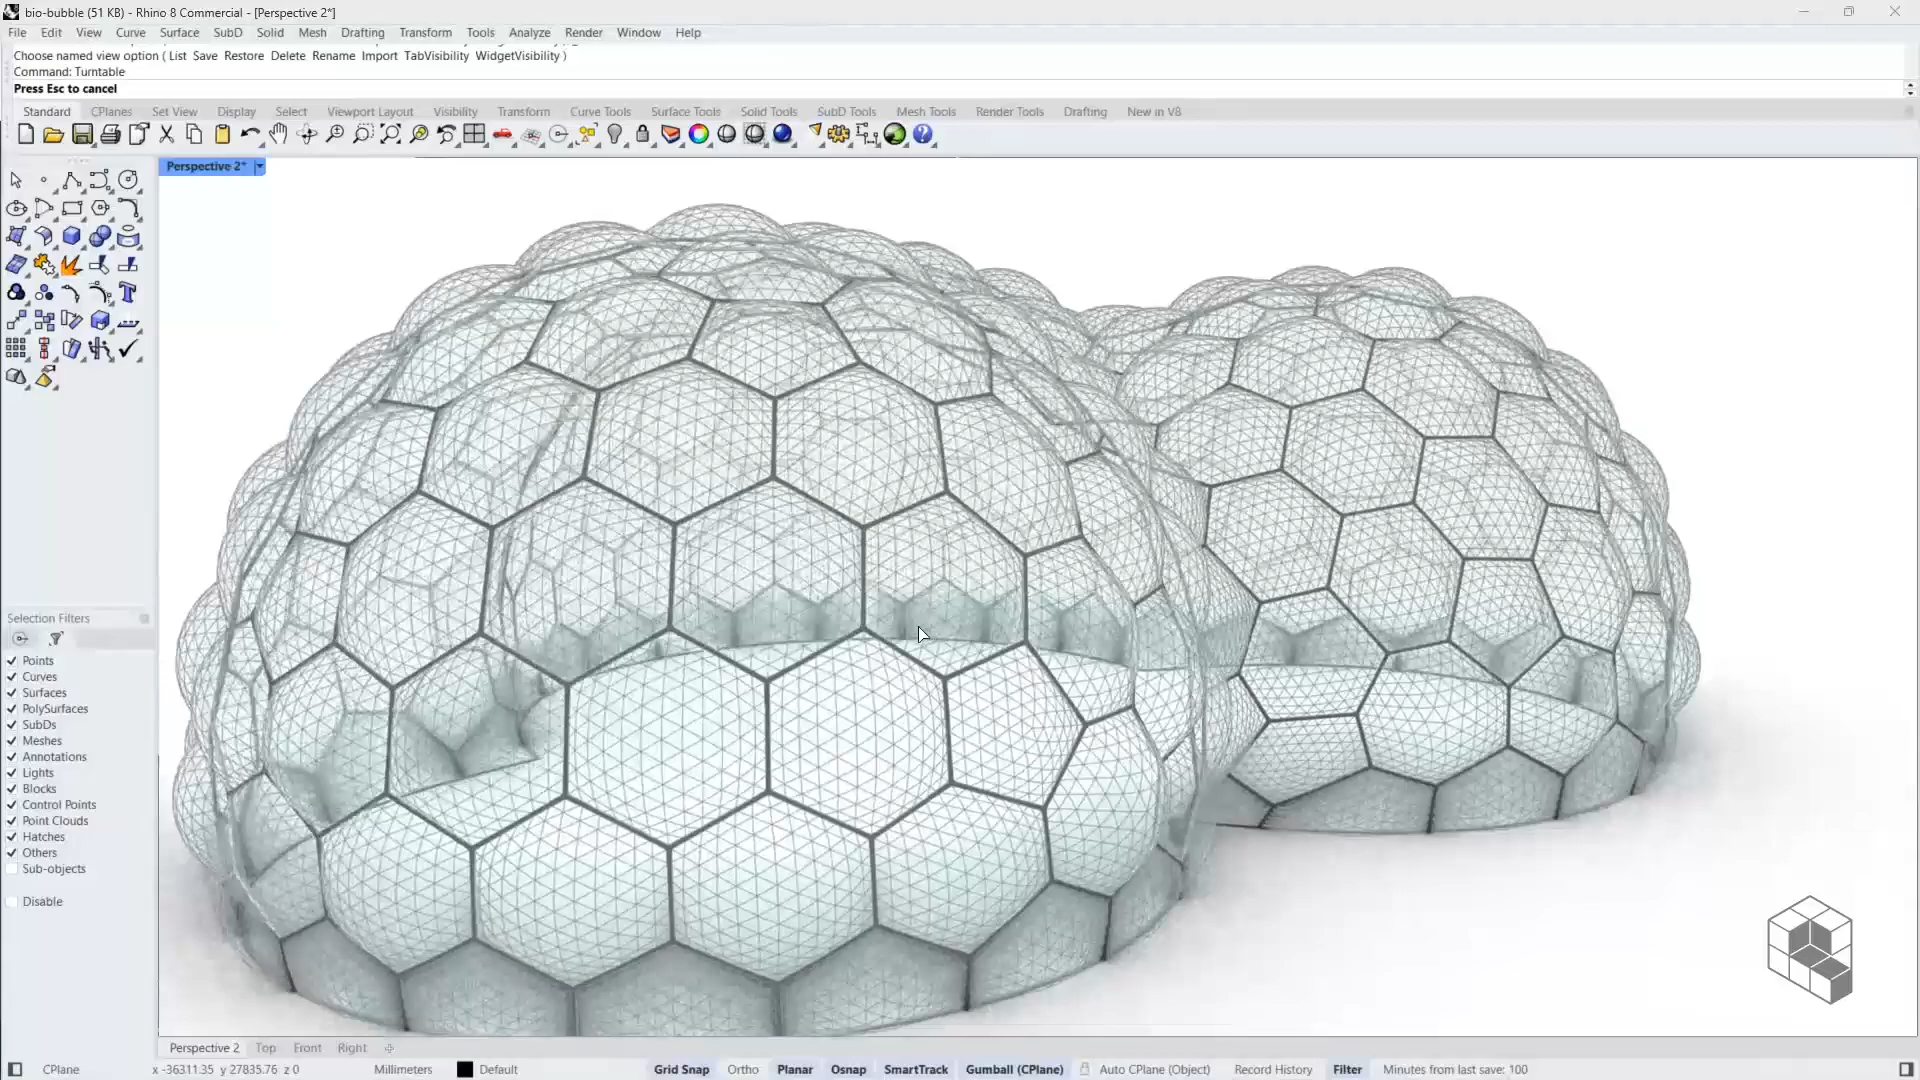 bio-bubble (51 KB) - Rhino 8 Commercial - [Perspective 2*]
File Edit View Curve Surface SubD Solid Mesh Drafting Transform Tools Analyze Render Window Help
Choose named view option ( List Save Restore Delete Rename Import TabVisibility WidgetVisibility )
Command: Turntable
Press Esc to cancel
Standard CPlanes Set View Display Select Viewport Layout Visibility Transform Curve Tools Surface Tools Solid Tools SubD Tools Mesh Tools Render Tools Drafting New in V8
Perspective 2*
Selection Filters
Points
Curves
Surfaces
PolySurfaces
SubDs
Meshes
Annotations
Lights
Blocks
Control Points
Point Clouds
Hatches
Others
Sub-objects
Disable
Perspective 2 Top Front Right
CPlane x -36311.35 y 27835.76 z 0 Millimeters Default Grid Snap Ortho Planar Osnap SmartTrack Gumball (CPlane) Auto CPlane (Object) Record History Filter Minutes from last save: 100